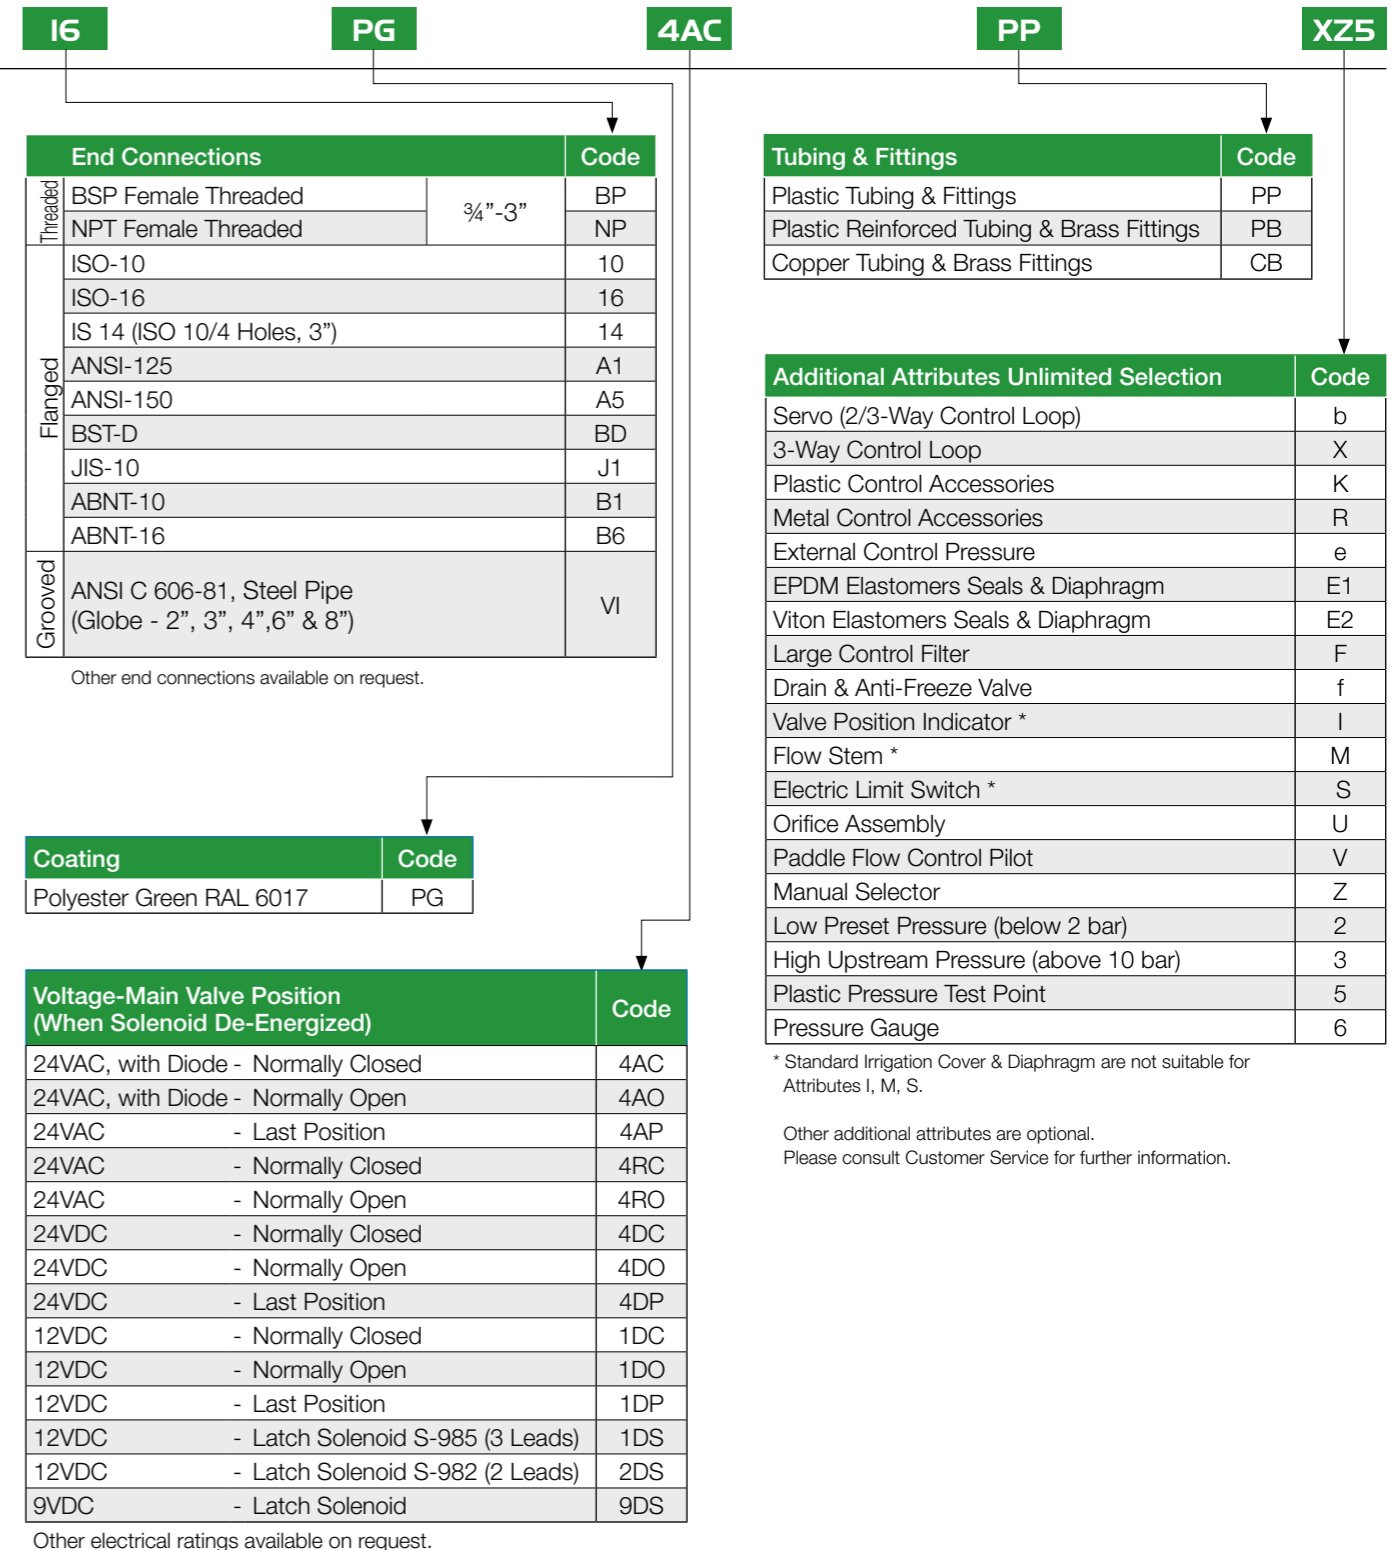 I6 PG 4AC PP XZ5
End Connections Code
Threaded
BSP Female Threaded ¾”-3” BP
NPT Female Threaded NP
Flanged
ISO-10 10
ISO-16 16
IS 14 (ISO 10/4 Holes, 3”) 14
ANSI-125 A1
ANSI-150 A5
BST-D BD
JIS-10 J1
ABNT-10 B1
ABNT-16 B6
Grooved
ANSI C 606-81, Steel Pipe
(Globe - 2”, 3”, 4”,6” & 8”) VI
Other end connections available on request.
Coating Code
Polyester Green RAL 6017 PG
Voltage-Main Valve Position
(When Solenoid De-Energized) Code
24VAC, with Diode - Normally Closed 4AC
24VAC, with Diode - Normally Open 4AO
24VAC - Last Position 4AP
24VAC - Normally Closed 4RC
24VAC - Normally Open 4RO
24VDC - Normally Closed 4DC
24VDC - Normally Open 4DO
24VDC - Last Position 4DP
12VDC - Normally Closed 1DC
12VDC - Normally Open 1DO
12VDC - Last Position 1DP
12VDC - Latch Solenoid S-985 (3 Leads) 1DS
12VDC - Latch Solenoid S-982 (2 Leads) 2DS
9VDC - Latch Solenoid 9DS
Other electrical ratings available on request.
Tubing & Fittings Code
Plastic Tubing & Fittings PP
Plastic Reinforced Tubing & Brass Fittings PB
Copper Tubing & Brass Fittings CB
Additional Attributes Unlimited Selection Code
Servo (2/3-Way Control Loop) b
3-Way Control Loop X
Plastic Control Accessories K
Metal Control Accessories R
External Control Pressure e
EPDM Elastomers Seals & Diaphragm E1
Viton Elastomers Seals & Diaphragm E2
Large Control Filter F
Drain & Anti-Freeze Valve f
Valve Position Indicator * I
Flow Stem * M
Electric Limit Switch * S
Orifice Assembly U
Paddle Flow Control Pilot V
Manual Selector Z
Low Preset Pressure (below 2 bar) 2
High Upstream Pressure (above 10 bar) 3
Plastic Pressure Test Point 5
Pressure Gauge 6
* Standard Irrigation Cover & Diaphragm are not suitable for
Attributes I, M, S.
Other additional attributes are optional.
Please consult Customer Service for further information.